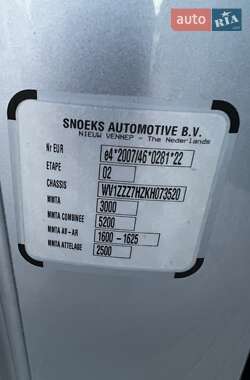 AUTO RIA
SNOEKS AUTOMOTIVE B.V.
NIEUW VENNEP - The Nederlands
Nr EUR e4*2007/46*0281*22
ETAPE 02
CHASSIS WV1ZZZ7HZKH073520
MMTA 3000
MMTA COMBINEE 5200
MMTA AV-AR 1600-1625
MMTA ATTELAGE 2500